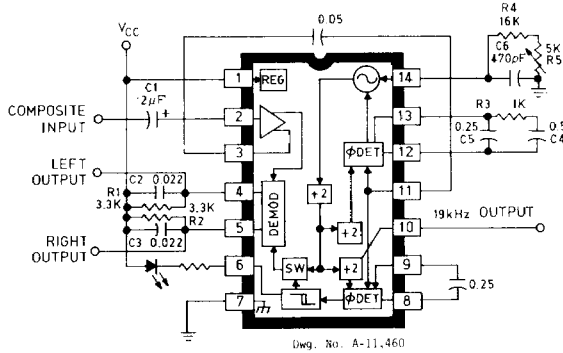 0.05
R4
16K
VCC
C6
470pF
5K
R5
C1
.2µF
+
1
REG
14
COMPOSITE
INPUT
2
13
R3
1K
0.25
C5
0.5
C4
3
ΦDET
12
LEFT
OUTPUT
C2
0.022
÷2
11
R1
3.3K
4
3.3K
DEMOD
R2
÷2
10
19kHz OUTPUT
5
C3
0.022
RIGHT
OUTPUT
6
SW
÷2
9
0.25
7
ΦDET
8
Dwg. No. A-11,460